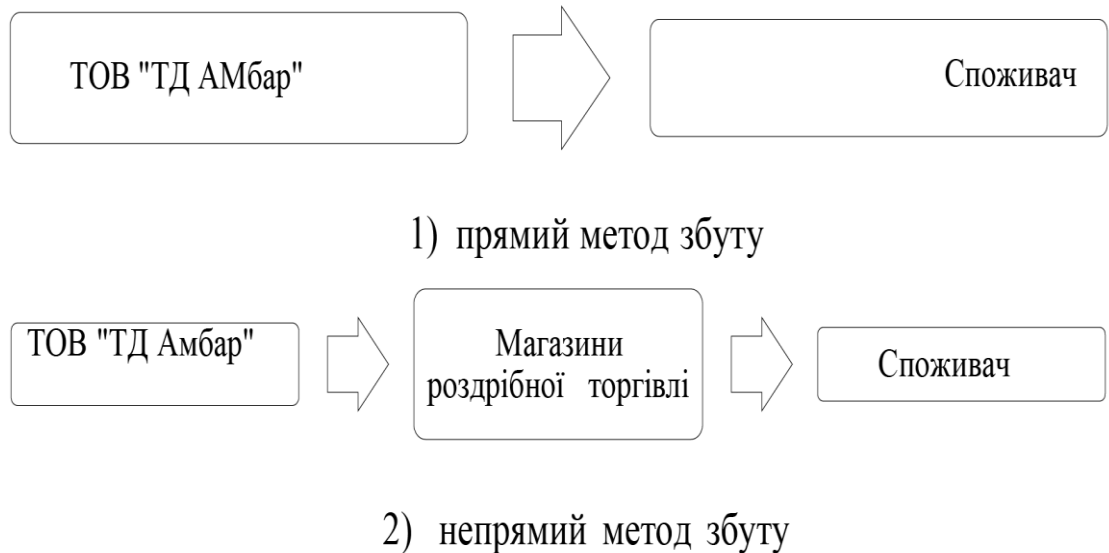 ТОВ "ТД АМбар"
Споживач
1) прямий метод збуту
ТОВ "ТД Амбар"
Магазини
роздрібної торгівлі
Споживач
2) непрямий метод збуту